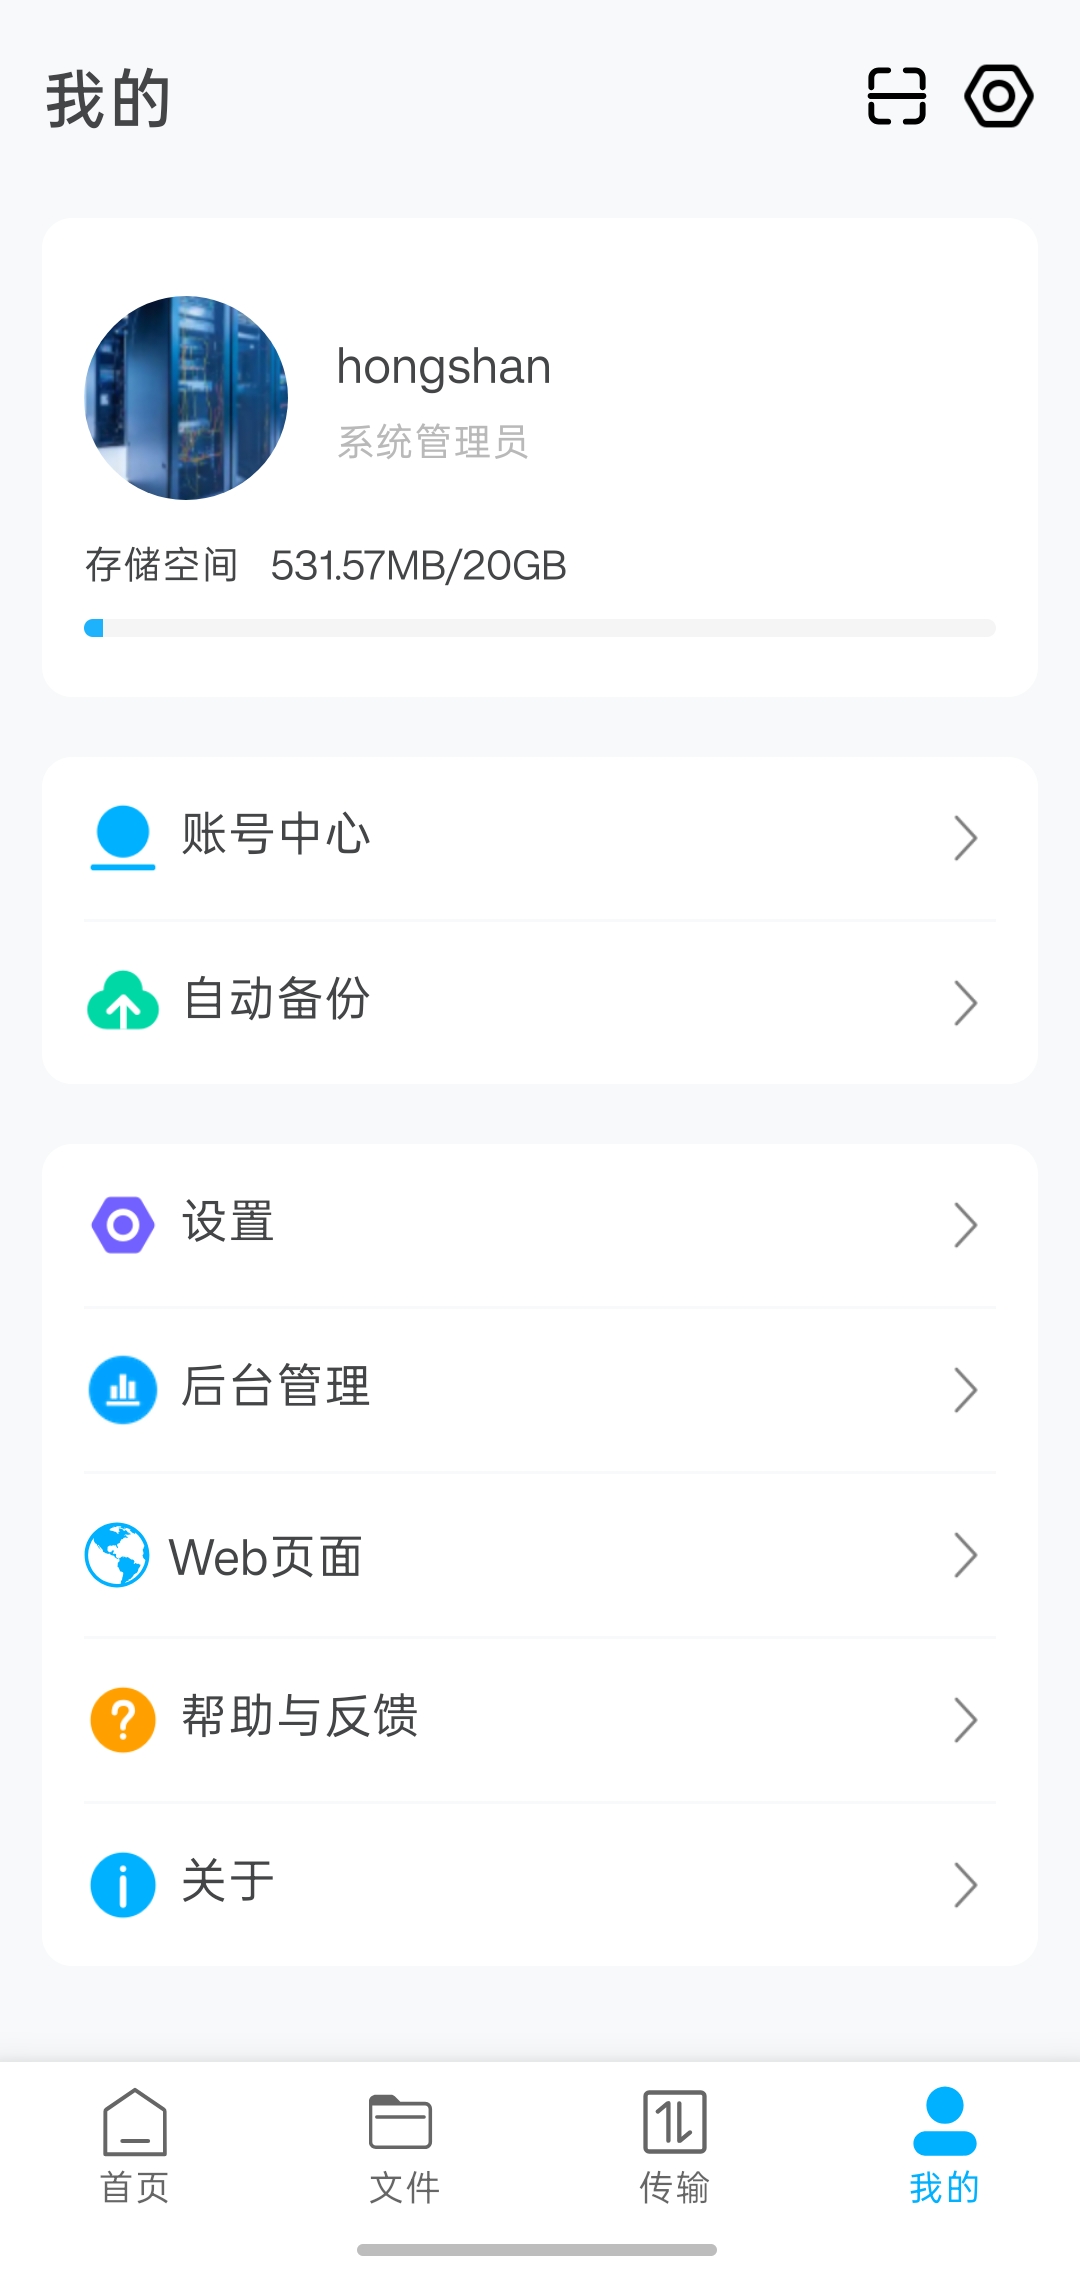 我的
hongshan
系统管理员
存储空间 531.57MB/20GB
账号中心
自动备份
设置
后台管理
Web页面
帮助与反馈
关于
首页 文件 传输 我的